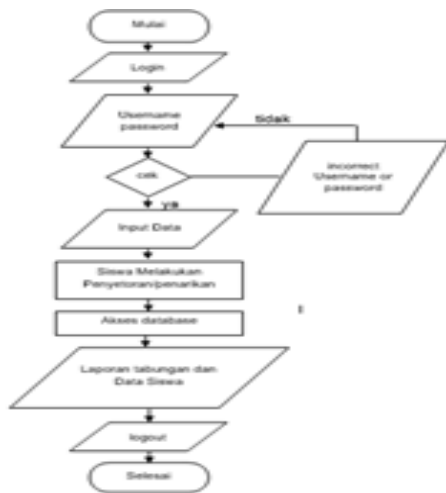 Mulai
Login
Username
password
tidak
cek
incorrect
Username or
password
ya
Input Data
Siswa Melakukan
Penyetoran/penarikan
Akses database
Laporan tabungan dan
Data Siswa
logout
Selesai